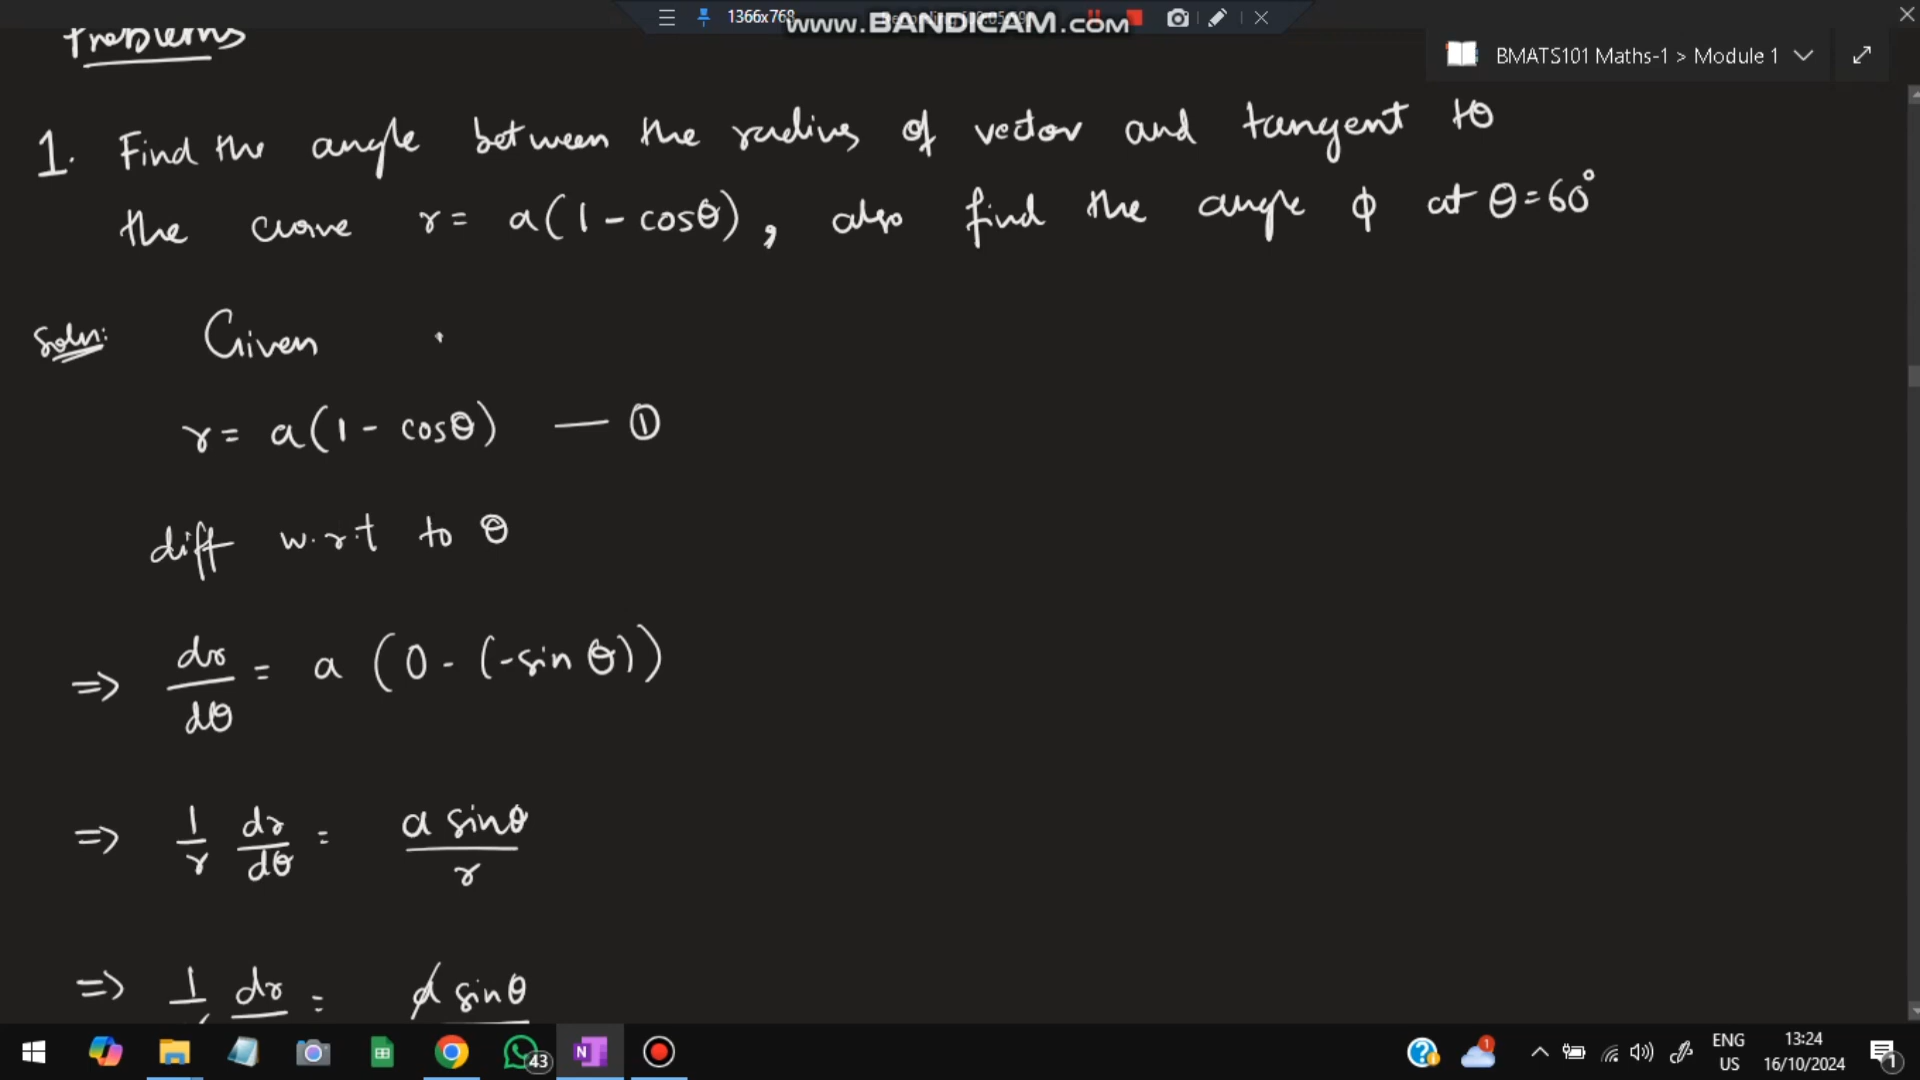 1366x768
www.BANDICAM.com
Problems
BMATS101 Maths-1 > Module 1
1. Find the angle between the radius of vector and tangent to
the curve r = a(1 - cosθ), also find the angle ϕ at θ=60°
Soln: Given
r = a(1 - cosθ) — ①
diff w.r.t to θ
=> dr/dθ = a (0 - (-sin θ))
=> 1/r dr/dθ = a sinθ/r
=> 1 dr = a sinθ
43
N
1
ENG
US
13:24
16/10/2024
1